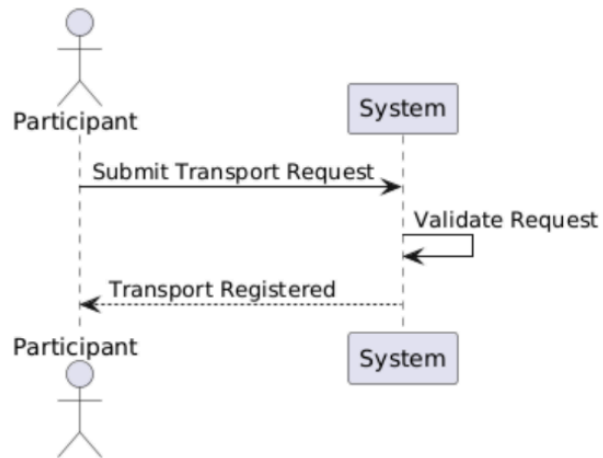 Participant
System
Submit Transport Request
Validate Request
Transport Registered
Participant
System